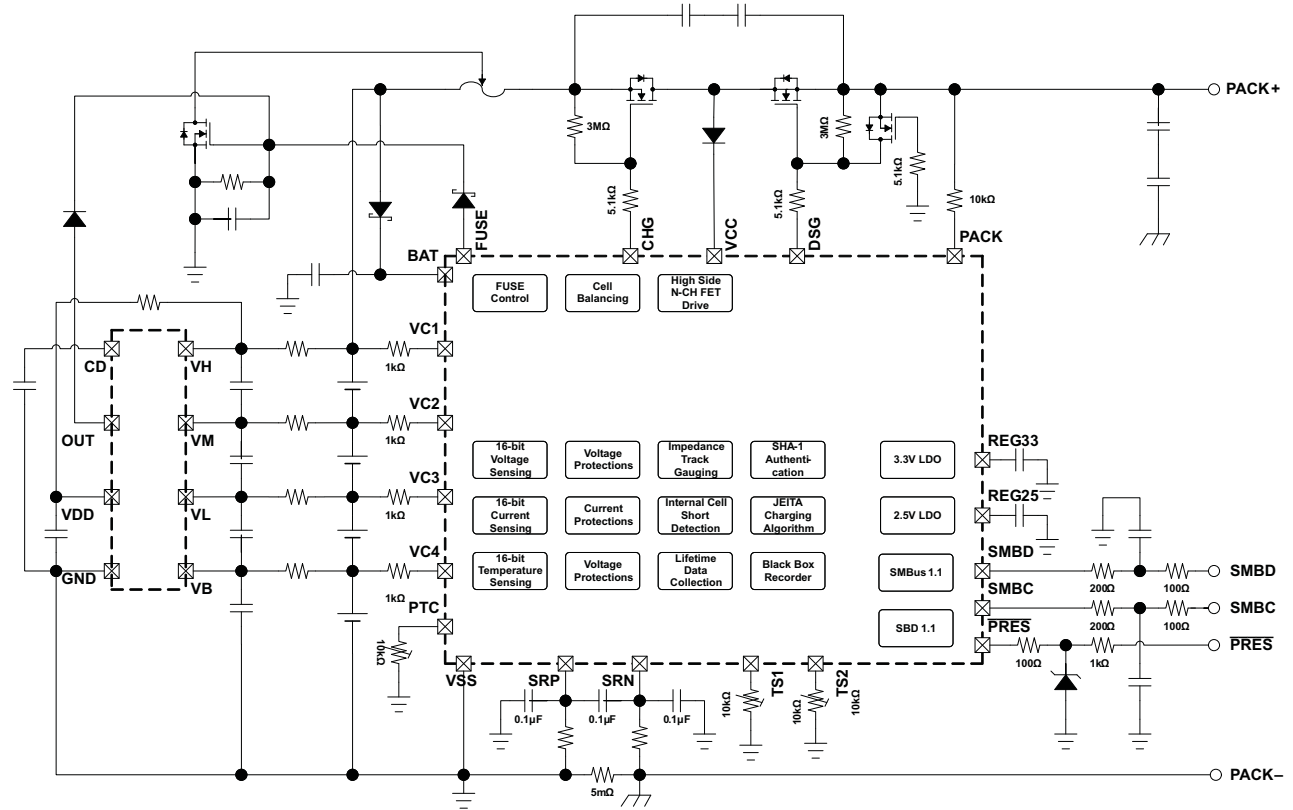 PACK+
3MΩ
3MΩ
5.1kΩ
5.1kΩ
5.1kΩ
10kΩ
FUSE
CHG
VCC
DSG
PACK
BAT
FUSE
Control
Cell
Balancing
High Side
N-CH FET
Drive
CD
VH
VC1
1kΩ
OUT
VM
VC2
1kΩ
VDD
VL
VC3
1kΩ
GND
VB
VC4
1kΩ
PTC
10kΩ
16-bit
Voltage
Sensing
Voltage
Protections
Impedance
Track
Gauging
SHA-1
Authenti-
cation
3.3V LDO
REG33
16-bit
Current
Sensing
Current
Protections
Internal Cell
Short
Detection
JEITA
Charging
Algorithm
2.5V LDO
REG25
16-bit
Temperature
Sensing
Voltage
Protections
Lifetime
Data
Collection
Black Box
Recorder
SMBus 1.1
SBD 1.1
SMBD
200Ω
100Ω
SMBD
SMBC
200Ω
100Ω
SMBC
PRES
100Ω
1kΩ
PRES
VSS
SRP
SRN
TS1
TS2
0.1µF
0.1µF
0.1µF
10kΩ
10kΩ
10kΩ
5mΩ
PACK–